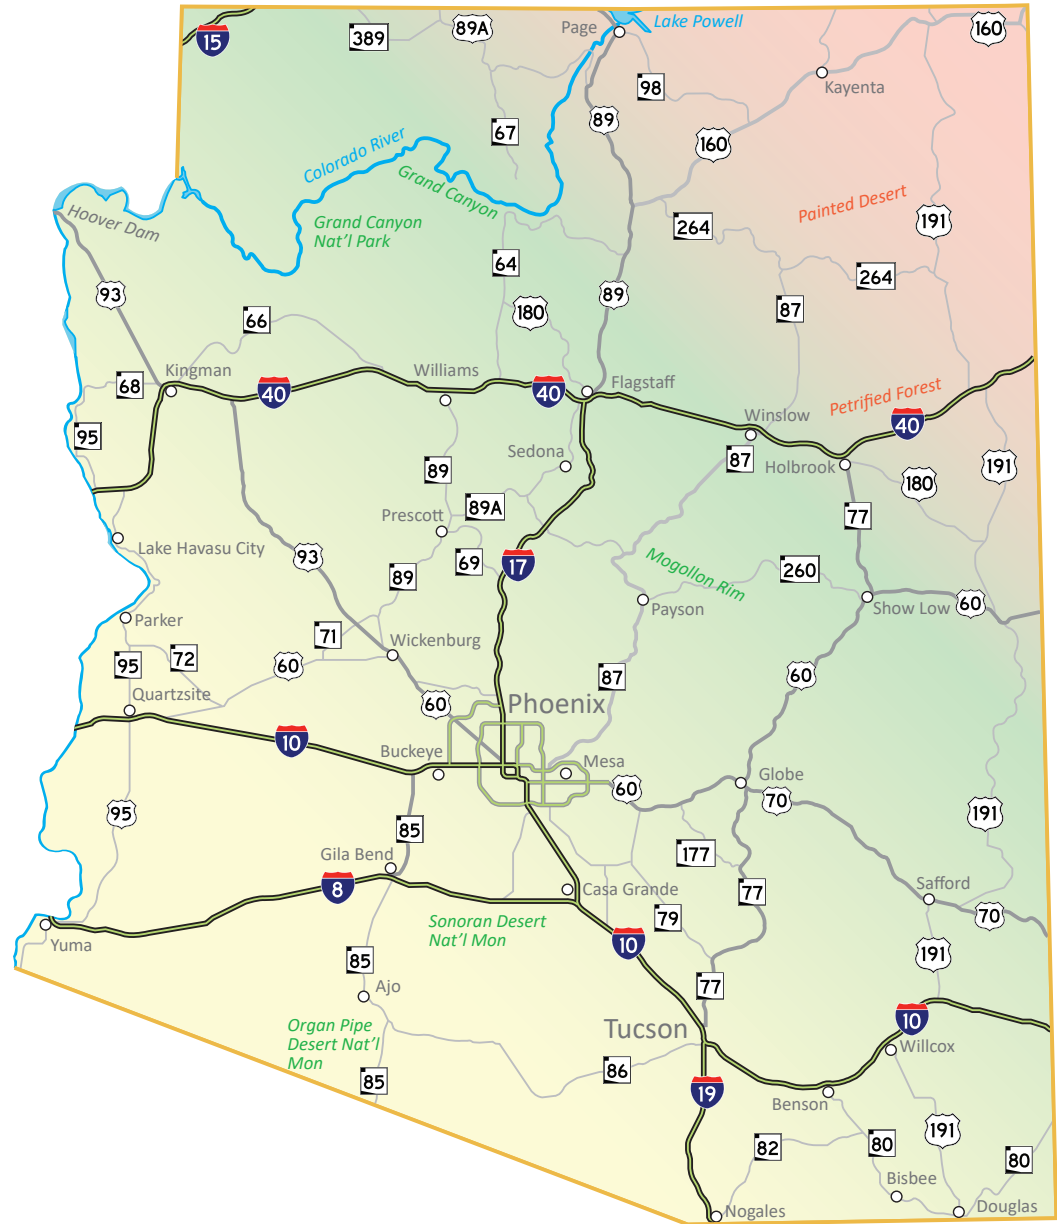 15
389
89A
Page
Lake Powell
160
98
Kayenta
67
89
160
Colorado River
Grand Canyon
Painted Desert
Hoover Dam
Grand Canyon
Nat'l Park
264
191
64
264
93
89
87
180
66
Kingman
Williams
Flagstaff
68
40
40
Petrified Forest
Winslow
40
95
Sedona
87
Holbrook
191
89
180
Prescott
89A
77
Lake Havasu City
93
69
17
Mogollon Rim
260
89
Payson
Show Low
60
Parker
71
Wickenburg
95
72
60
87
60
Quartzsite
60
Phoenix
10
Buckeye
Mesa
Globe
60
70
95
85
191
Gila Bend
177
8
Casa Grande
77
Safford
Sonoran Desert
Nat'l Mon
79
70
Yuma
10
191
85
Ajo
77
Organ Pipe
Desert Nat'l
Mon
Tucson
10
Willcox
85
86
19
Benson
191
82
80
80
Bisbee
Nogales
Douglas